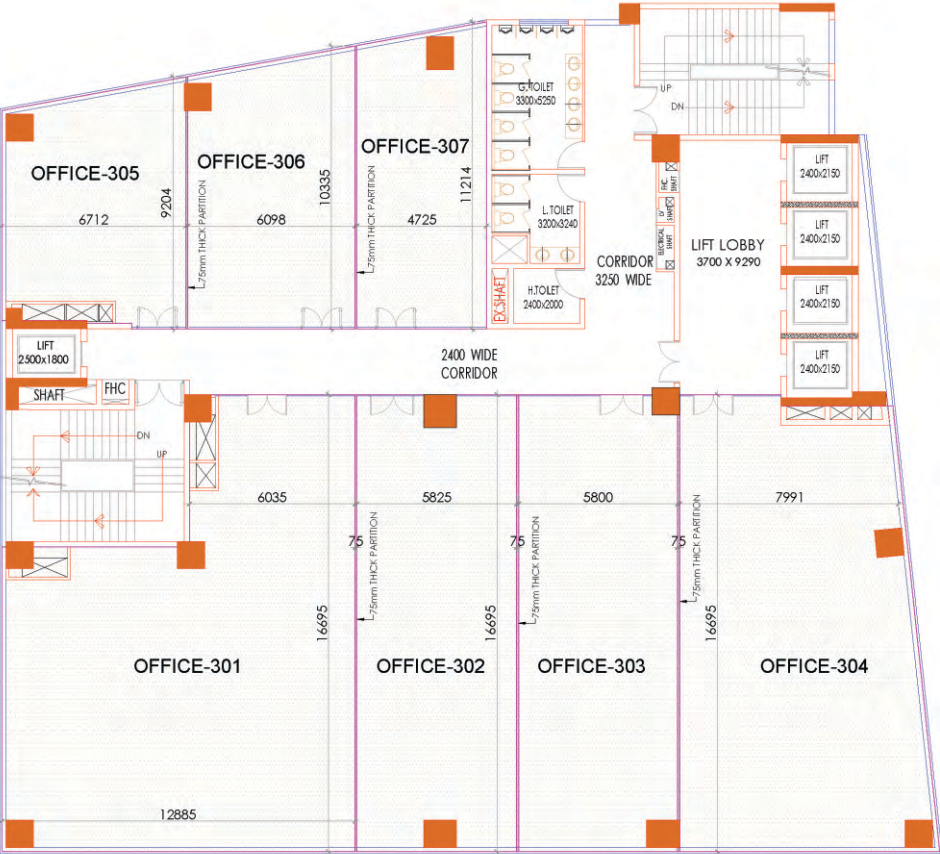 G.TOILET
3300x5250
UP
DN
OFFICE-305
OFFICE-306
OFFICE-307
6712
9204
75mm THICK PARTITION
6098
10335
75mm THICK PARTITION
4725
11214
L.TOILET
3200x3240
H.TOILET
2400x2000
EX.SHAFT
FHC
SHAFT
LV
SHAFT
ELECTRICAL
SHAFT
CORRIDOR
3250 WIDE
LIFT LOBBY
3700 X 9290
LIFT
2400x2150
LIFT
2400x2150
LIFT
2400x2150
LIFT
2400x2150
LIFT
2500x1800
2400 WIDE
CORRIDOR
SHAFT
FHC
DN
UP
6035
5825
5800
7991
75
75
75
75mm THICK PARTITION
75mm THICK PARTITION
75mm THICK PARTITION
16695
16695
16695
OFFICE-301
OFFICE-302
OFFICE-303
OFFICE-304
12885